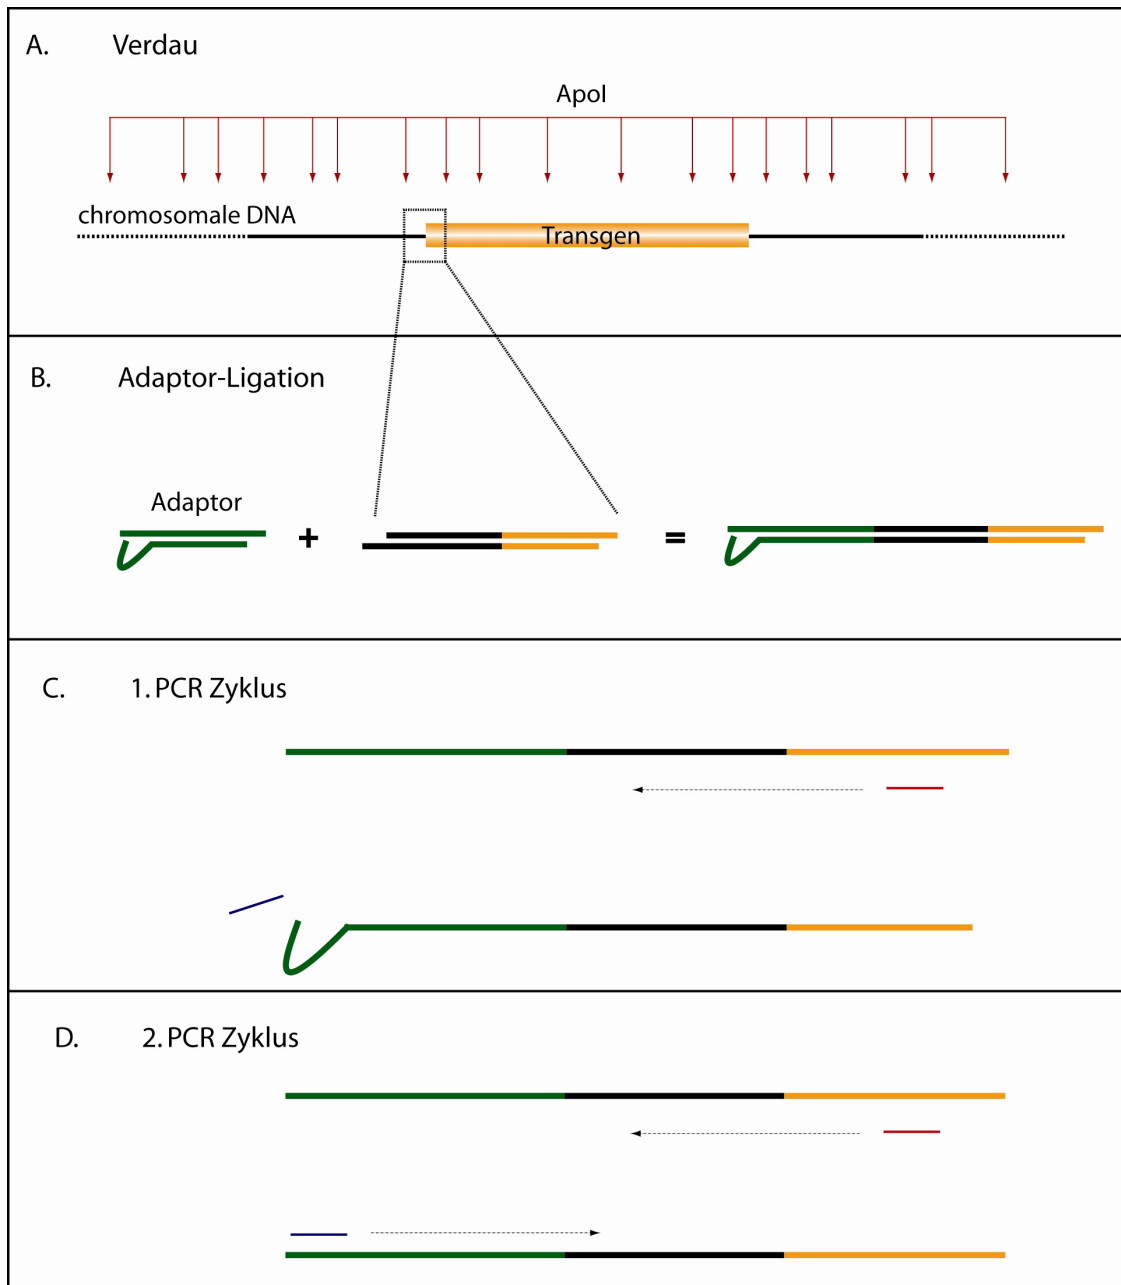 A. Verdau
ApoI
chromosomale DNA
Transgen
B. Adaptor-Ligation
Adaptor
+
=
C. 1. PCR Zyklus
D. 2. PCR Zyklus